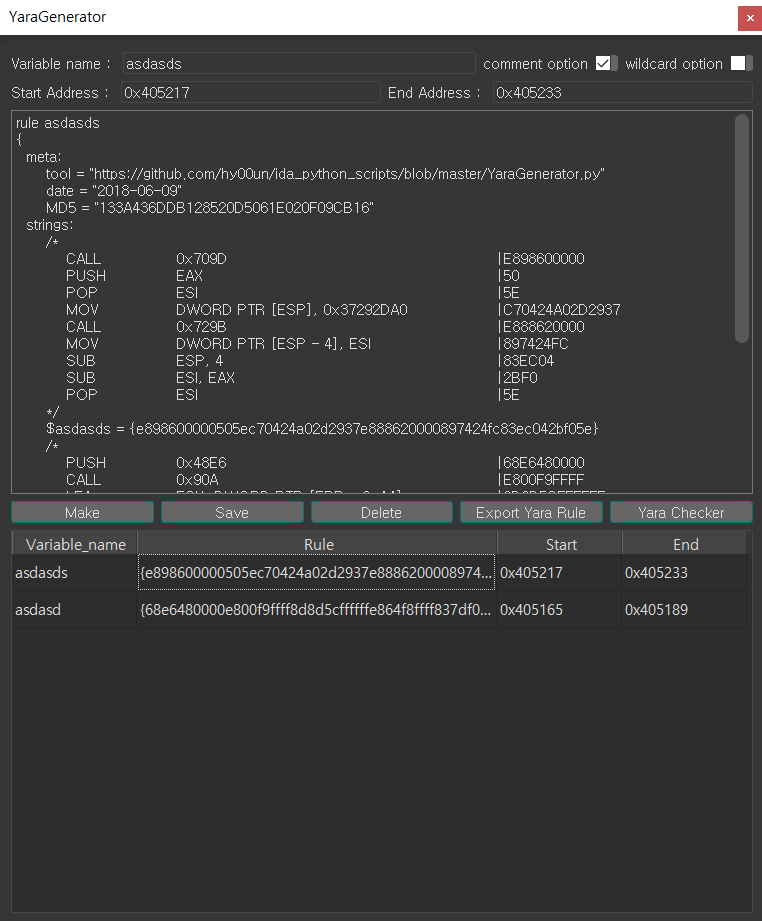 YaraGenerator
Variable name : asdasds comment option wildcard option
Start Address : 0x405217 End Address : 0x405233
rule asdasds
{
meta:
tool = "https://github.com/hy00un/ida_python_scripts/blob/master/YaraGenerator.py"
date = "2018-06-09"
MD5 = "133A436DDB128520D5061E020F09CB16"
strings:
/*
CALL 0x709D |E898600000
PUSH EAX |50
POP ESI |5E
MOV DWORD PTR [ESP], 0x37292DA0 |C70424A02D2937
CALL 0x729B |E888620000
MOV DWORD PTR [ESP - 4], ESI |897424FC
SUB ESP, 4 |83EC04
SUB ESI, EAX |2BF0
POP ESI |5E
*/
$asdasds = {e898600000505ec70424a02d2937e888620000897424fc83ec042bf05e}
/*
PUSH 0x48E6 |68E6480000
CALL 0x90A |E800F9FFFF
Make Save Delete Export Yara Rule Yara Checker
Variable_name Rule Start End
asdasds {e898600000505ec70424a02d2937e8886200008974... 0x405217 0x405233
asdasd {68e6480000e800f9ffff8d8d5cffffffe864f8ffff837df0... 0x405165 0x405189